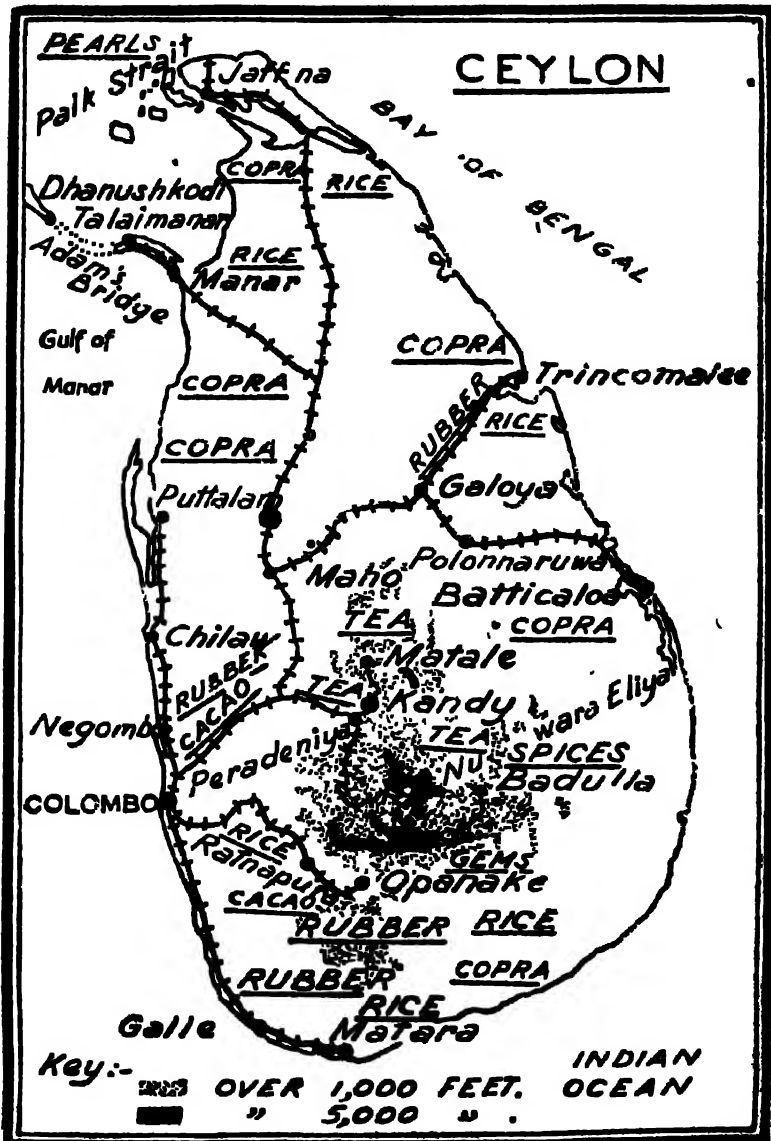 PEARLS
CEYLON
Palk Strait
Jaffna
BAY OF BENGAL
COPRA
RICE
Dhanushkodi
Talaimanar
Adam's
Bridge
RICE
Manar
Gulf of
Manar
COPRA
Trincomalee
COPRA
RUBBER
RICE
COPRA
Galoya
Puttalam
Polonnaruwa
Maho
Batticaloa
TEA
COPRA
Chilaw
Matale
RUBBER
CACAO
TEA
Kandy
Nuwara Eliya
Negombo
Peradeniya
TEA
SPICES
Badulla
COLOMBO
RICE
Ratnapura
GEMS
Opanake
CACAO
RUBBER
RICE
RUBBER
COPRA
RICE
Galle
Matara
Key:-
INDIAN
OCEAN
OVER 1,000 FEET.
" 5,000 " .